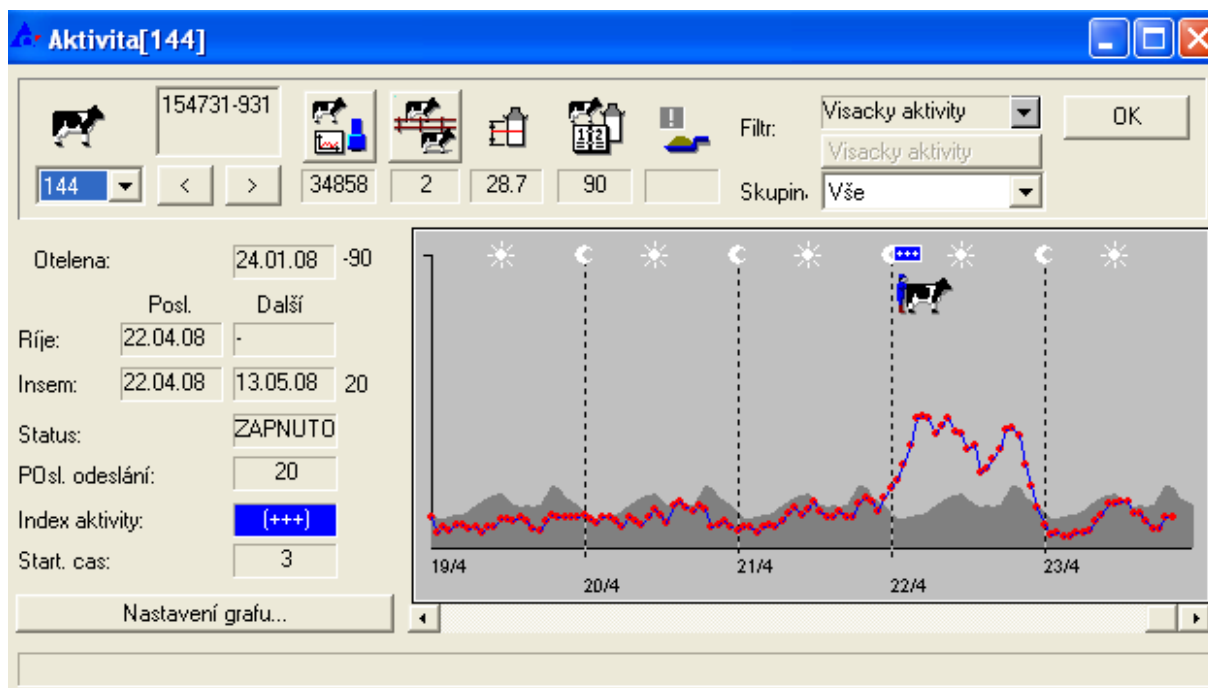 Aktivita[144]
154731-931
144
<
>
34858
2
28.7
90
Filtr:
Visacky aktivity
OK
Visacky aktivity
Skupin.
Vše
Otelena:
24.01.08
-90
Posl.
Další
Ríje:
22.04.08
-
Insem:
22.04.08
13.05.08
20
Status:
ZAPNUTO
POsl. odeslání:
20
Index aktivity:
(+++)
Start. cas:
3
Nastavení grafu...
+++
19/4
20/4
21/4
22/4
23/4